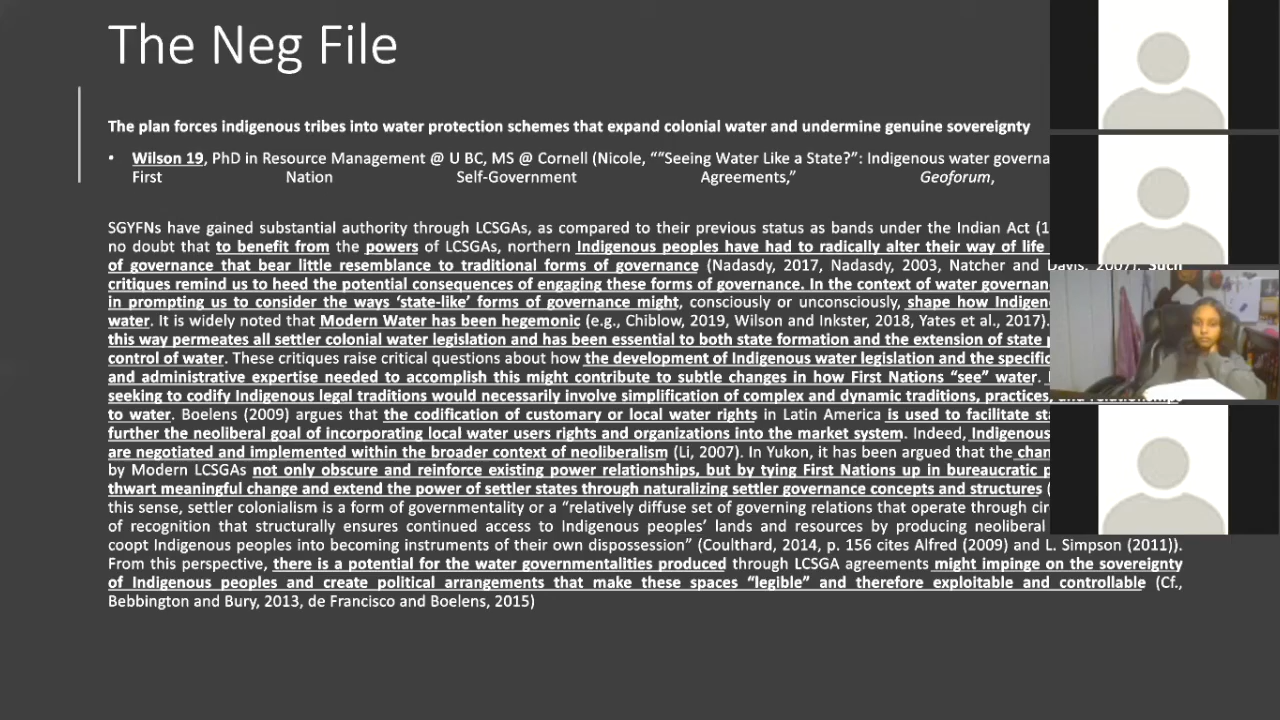 The Neg File
The plan forces indigenous tribes into water protection schemes that expand colonial water and undermine genuine sovereignty
• Wilson 19, PhD in Resource Management @ U BC, MS @ Cornell (Nicole, ““Seeing Water Like a State?”: Indigenous water
First Nation Self-Government Agreements,” Geoforum,
SGYFNs have gained substantial authority through LCSGAs, as compared to their previous status as bands under the Indian Act
no doubt that to benefit from the powers of LCSGAs, northern Indigenous peoples have had to radically alter their way of life
of governance that bear little resemblance to traditional forms of governance (Nadasdy, 2017, Nadasdy, 2003, Natcher and Davis, 2007). Such
critiques remind us to heed the potential consequences of engaging these forms of governance. In the context of water
in prompting us to consider the ways ‘state-like’ forms of governance might, consciously or unconsciously, shape how
water. It is widely noted that Modern Water has been hegemonic (e.g., Chiblow, 2019, Wilson and Inkster, 2018, Yates et al., 2017).
this way permeates all settler colonial water legislation and has been essential to both state formation and the extension of state
control of water. These critiques raise critical questions about how the development of Indigenous water legislation and the
and administrative expertise needed to accomplish this might contribute to subtle changes in how First Nations “see” water.
seeking to codify Indigenous legal traditions would necessarily involve simplification of complex and dynamic traditions, practices, and relationships
to water. Boelens (2009) argues that the codification of customary or local water rights in Latin America is used to facilitate
further the neoliberal goal of incorporating local water users rights and organizations into the market system. Indeed, Indigenous
are negotiated and implemented within the broader context of neoliberalism (Li, 2007). In Yukon, it has been argued that the
by Modern LCSGAs not only obscure and reinforce existing power relationships, but by tying First Nations up in bureaucratic
thwart meaningful change and extend the power of settler states through naturalizing settler governance concepts and structures (
this sense, settler colonialism is a form of governmentality or a “relatively diffuse set of governing relations that operate through
of recognition that structurally ensures continued access to Indigenous peoples’ lands and resources by producing neoliberal
coopt Indigenous peoples into becoming instruments of their own dispossession” (Coulthard, 2014, p. 156 cites Alfred (2009) and L. Simpson (2011)).
From this perspective, there is a potential for the water governmentalities produced through LCSGA agreements might impinge on the sovereignty
of Indigenous peoples and create political arrangements that make these spaces “legible” and therefore exploitable and controllable (Cf.,
Bebbington and Bury, 2013, de Francisco and Boelens, 2015)